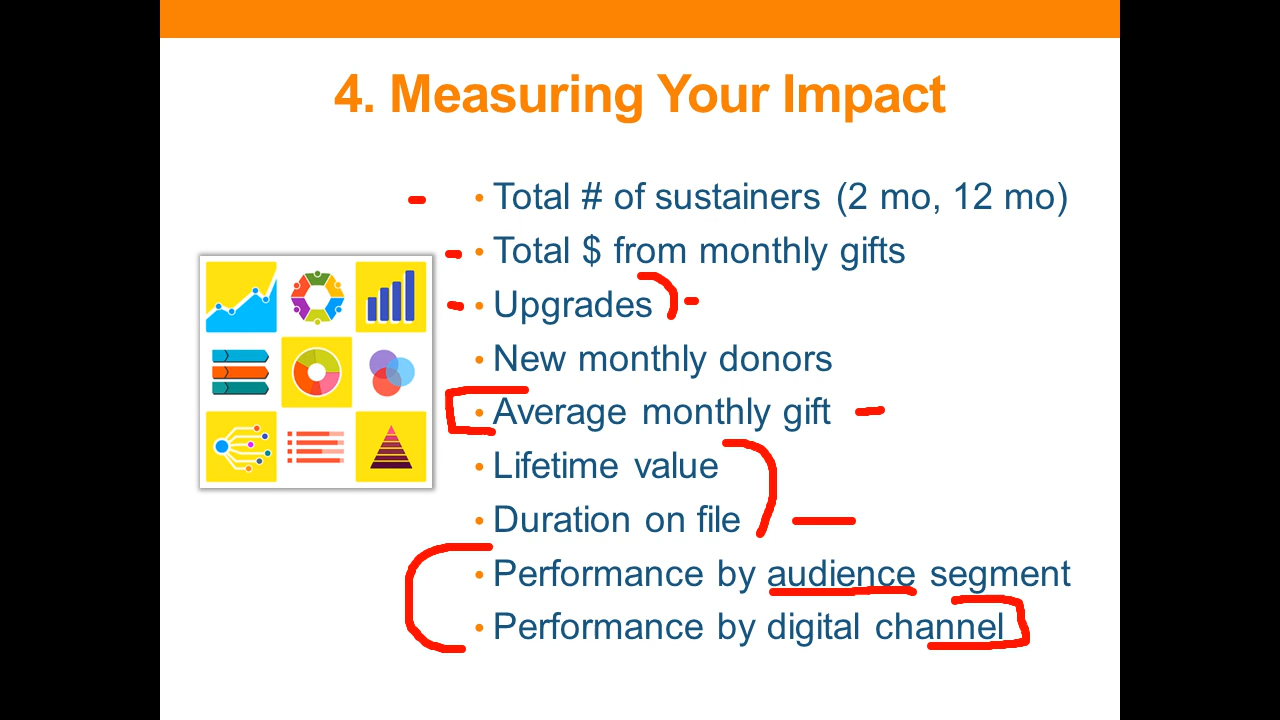 4. Measuring Your Impact
• Total # of sustainers (2 mo, 12 mo)
• Total $ from monthly gifts
• Upgrades
• New monthly donors
• Average monthly gift
• Lifetime value
• Duration on file
• Performance by audience segment
• Performance by digital channel